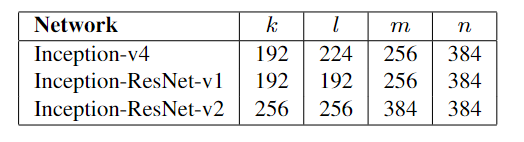 Network k l m n
Inception-v4 192 224 256 384
Inception-ResNet-v1 192 192 256 384
Inception-ResNet-v2 256 256 384 384